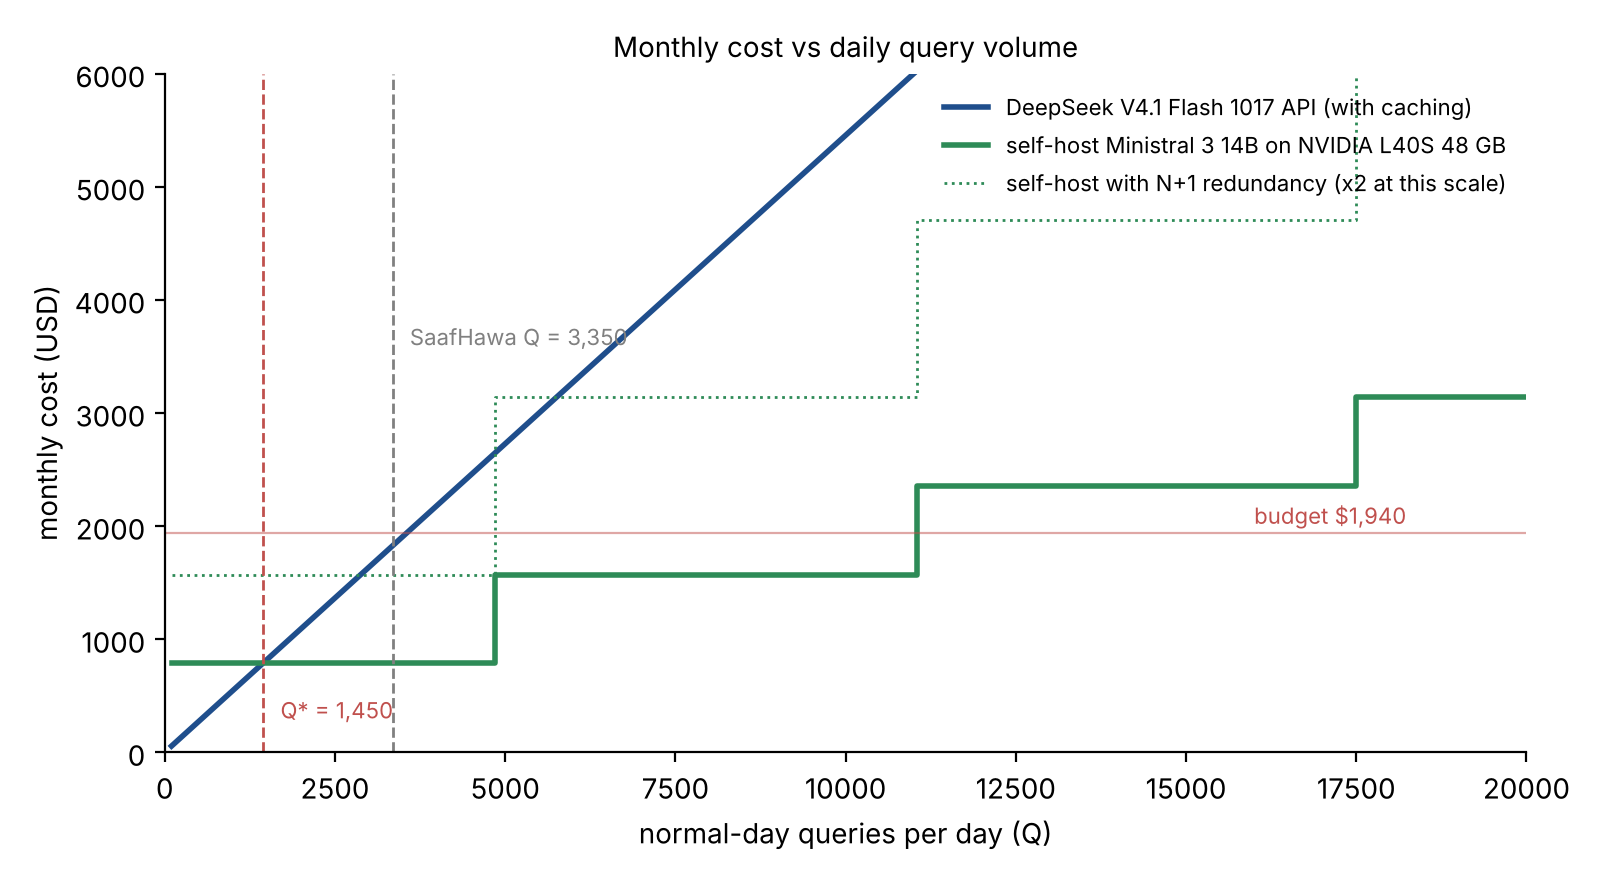 Monthly cost vs daily query volume
6000
5000
4000
3000
2000
1000
0
monthly cost (USD)
DeepSeek V4.1 Flash 1017 API (with caching)
self-host Ministral 3 14B on NVIDIA L40S 48 GB
self-host with N+1 redundancy (x2 at this scale)
SaafHawa Q = 3,350
budget $1,940
Q* = 1,450
0 2500 5000 7500 10000 12500 15000 17500 20000
normal-day queries per day (Q)